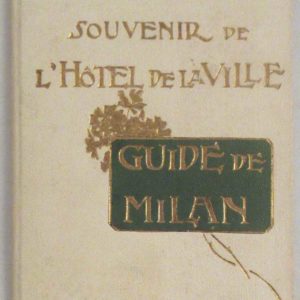 SOUVENIR DE
L'HÔTEL DE LA VILLE
GUIDE DE
MILAN